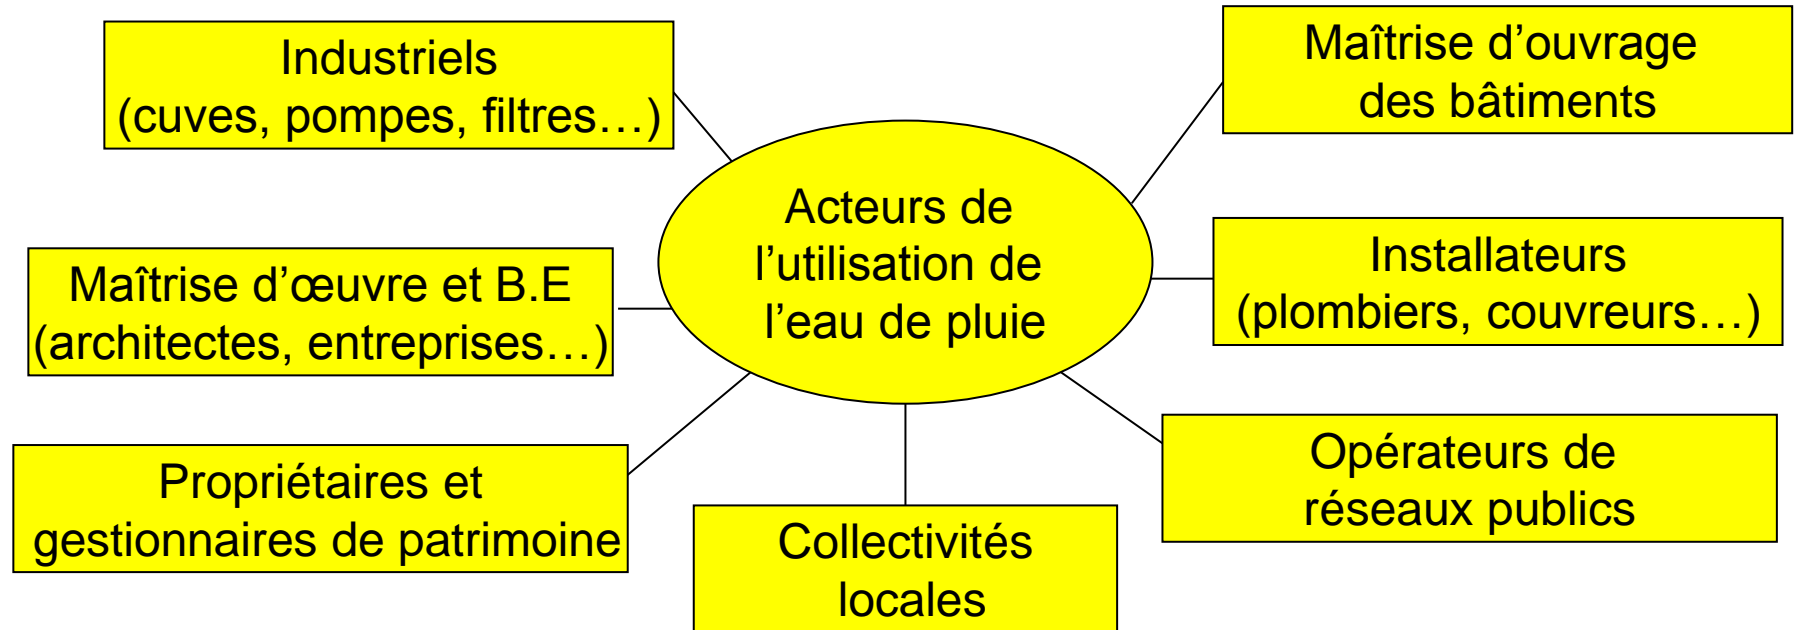 Industriels
(cuves, pompes, filtres…)
Maîtrise d’ouvrage
des bâtiments
Acteurs de
l’utilisation de
l’eau de pluie
Maîtrise d’œuvre et B.E
(architectes, entreprises…)
Installateurs
(plombiers, couvreurs…)
Propriétaires et
gestionnaires de patrimoine
Collectivités
locales
Opérateurs de
réseaux publics